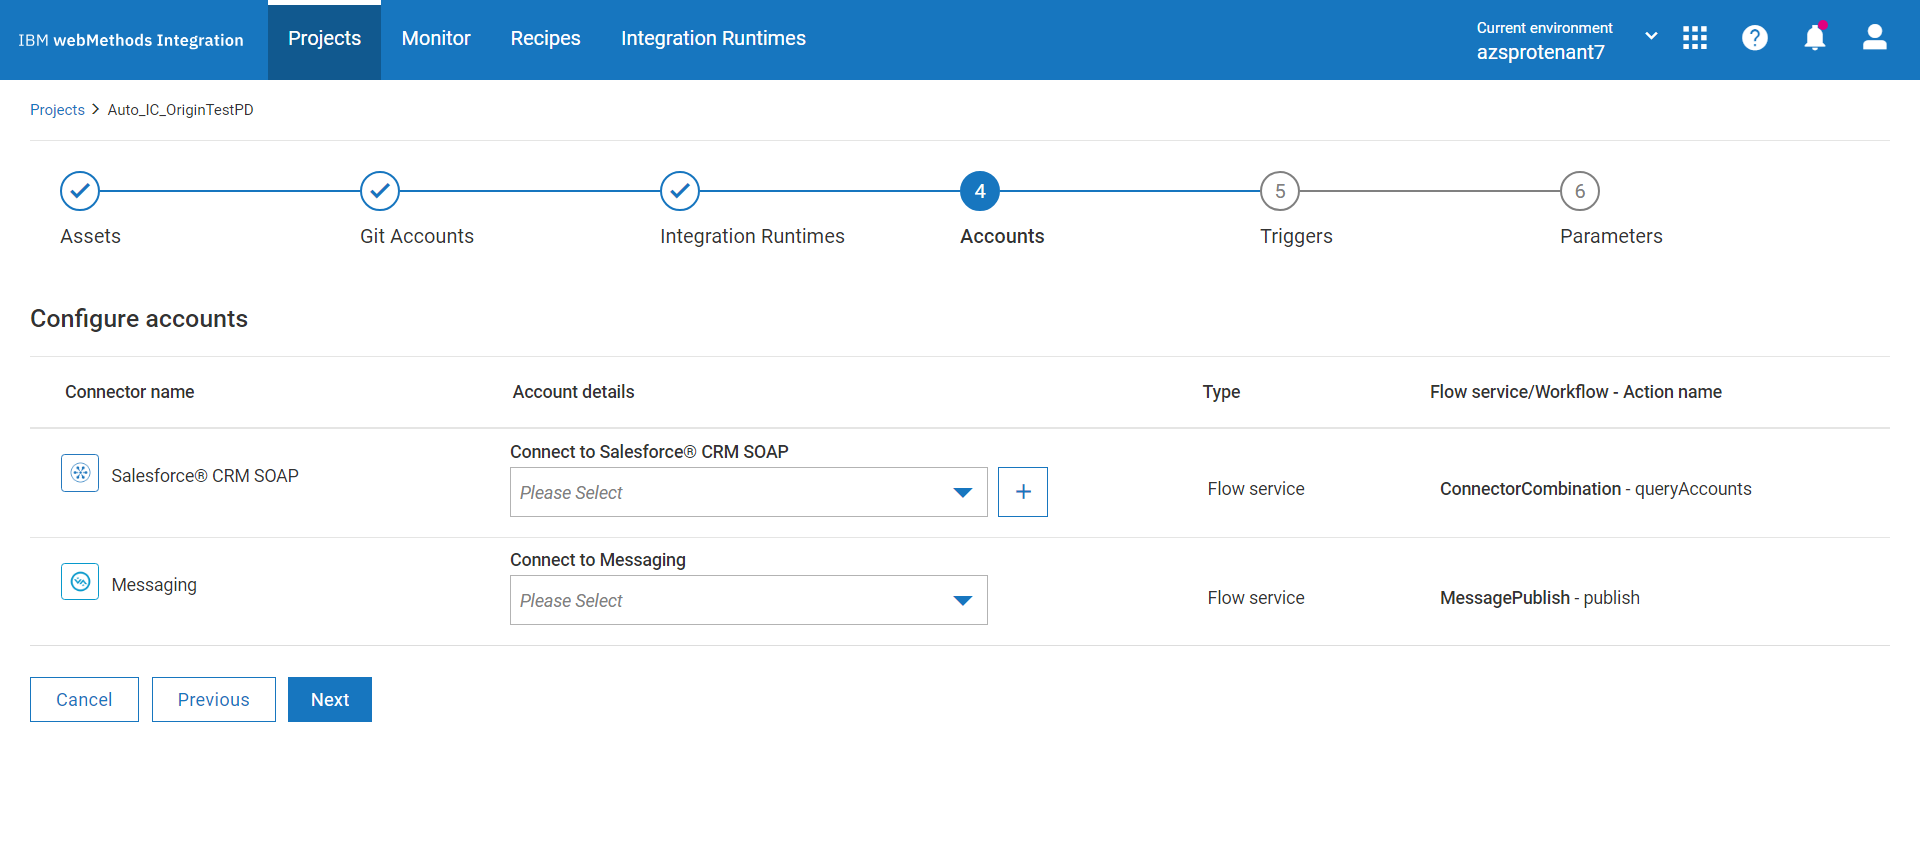 IBM webMethods Integration
Projects
Monitor
Recipes
Integration Runtimes
Current environment
azsprotenant7
?
Projects > Auto_IC_OriginTestPD
4
5
6
Assets
Git Accounts
Integration Runtimes
Accounts
Triggers
Parameters
Configure accounts
Connector name
Account details
Type
Flow service/Workflow - Action name
Connect to Salesforce® CRM SOAP
Salesforce® CRM SOAP
Please Select
+
Flow service
ConnectorCombination - queryAccounts
Connect to Messaging
Messaging
Please Select
Flow service
MessagePublish - publish
Cancel
Previous
Next